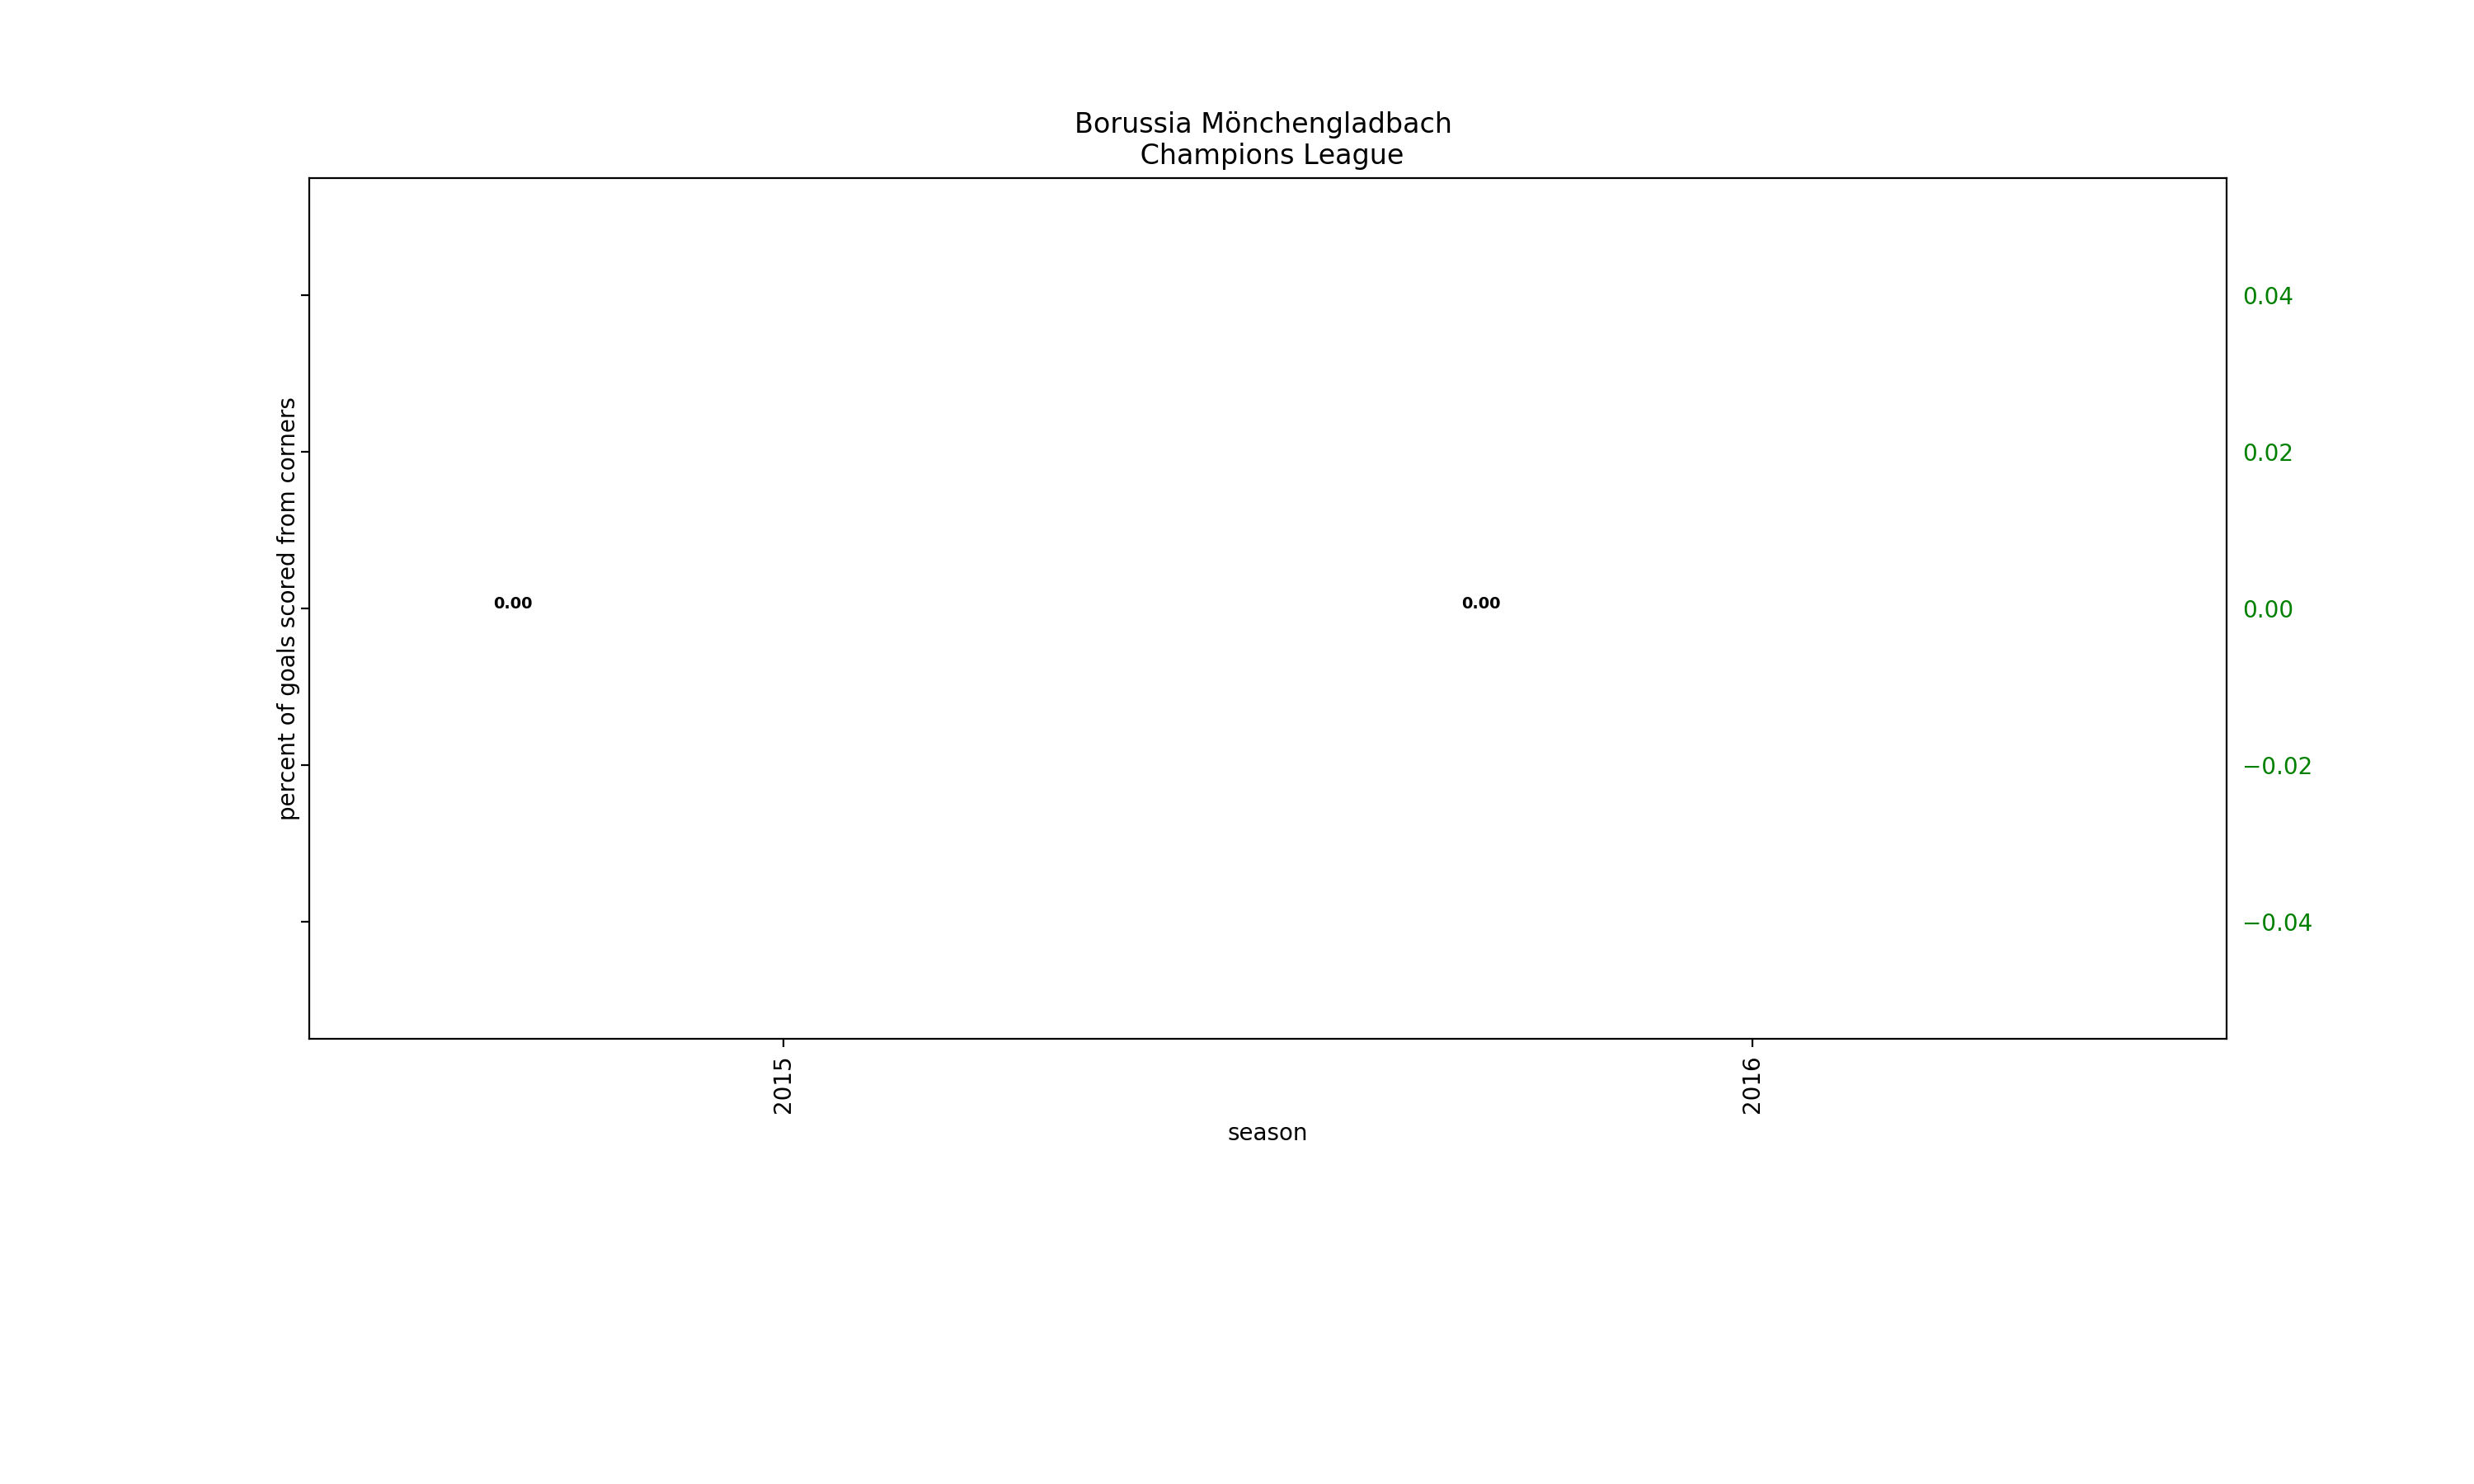 Borussia Mönchengladbach
Champions League
percent of goals scored from corners
0.04
0.02
0.00
−0.02
−0.04
0.00
0.00
2015
2016
season